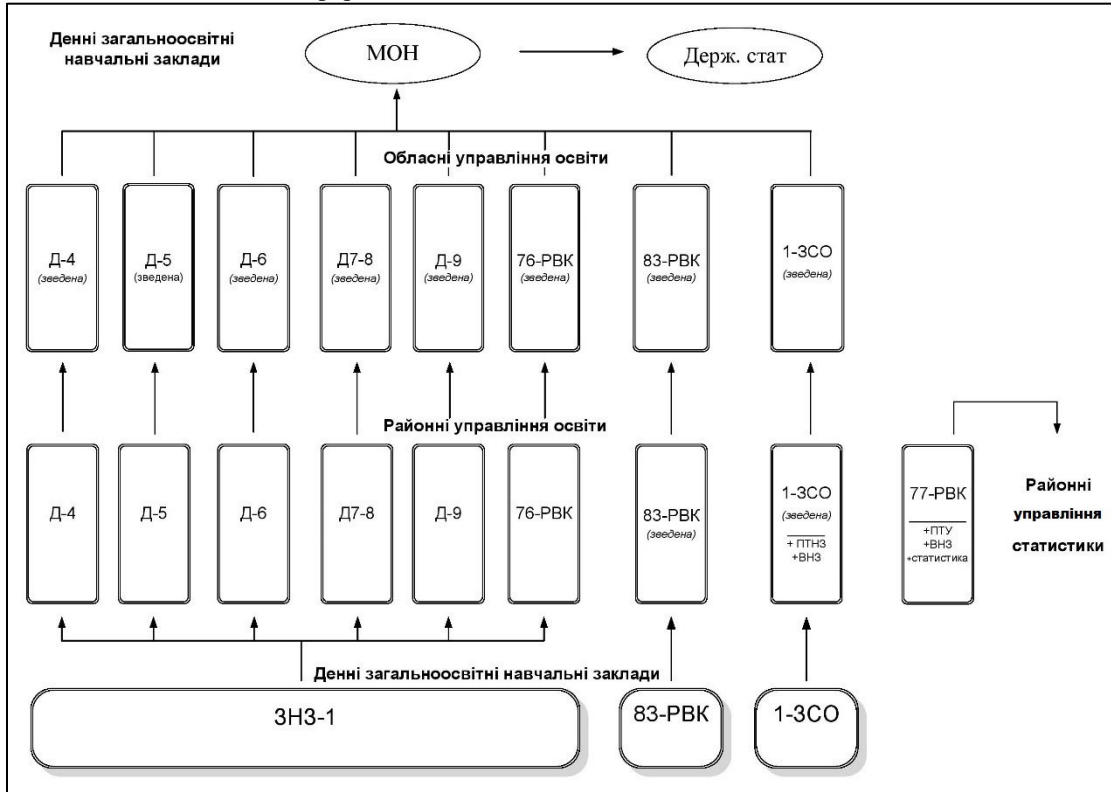 Денні загальноосвітні
навчальні заклади
МОН
Держ. стат
Обласні управління освіти
Д-4
(зведена)
Д-5
(зведена)
Д-6
(зведена)
Д7-8
(зведена)
Д-9
(зведена)
76-РВК
(зведена)
83-РВК
(зведена)
1-ЗСО
(зведена)
Районні управління освіти
Д-4
Д-5
Д-6
Д7-8
Д-9
76-РВК
83-РВК
(зведена)
1-ЗСО
(зведена)
+ ПТНЗ
+ВНЗ
77-РВК
+ПТУ
+ВНЗ
+статистика
Районні
управління
статистики
Денні загальноосвітні навчальні заклади
ЗНЗ-1
83-РВК
1-ЗСО